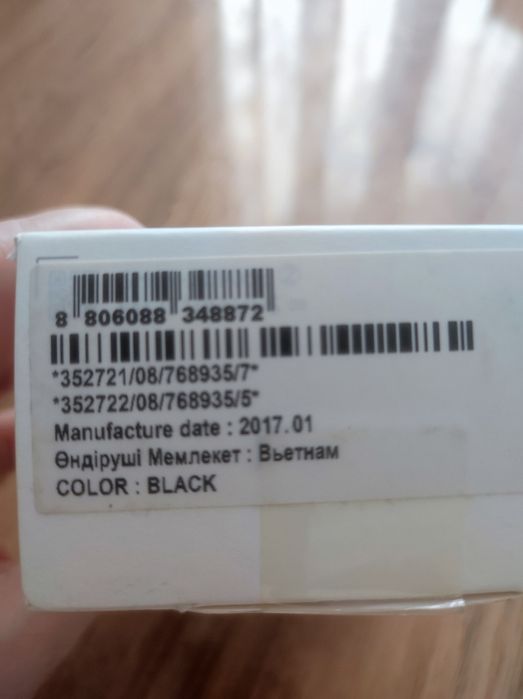 8 806088 348872
*352721/08/768935/7*
*352722/08/768935/5*
Manufacture date : 2017.01
Өндіруші Мемлекет : Вьетнам
COLOR : BLACK